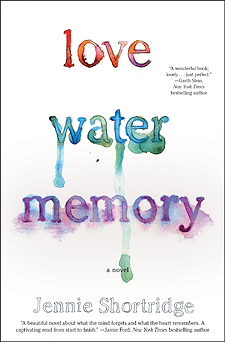 love
"A wonderful book;
lovely . . . just perfect."
—Garth Stein,
New York Times
bestselling author
water
memory
a novel
Jennie Shortridge
"A beautiful novel about what the mind forgets and what the heart remembers. A
captivating read from start to finish." —Jamie Ford, New York Times bestselling author